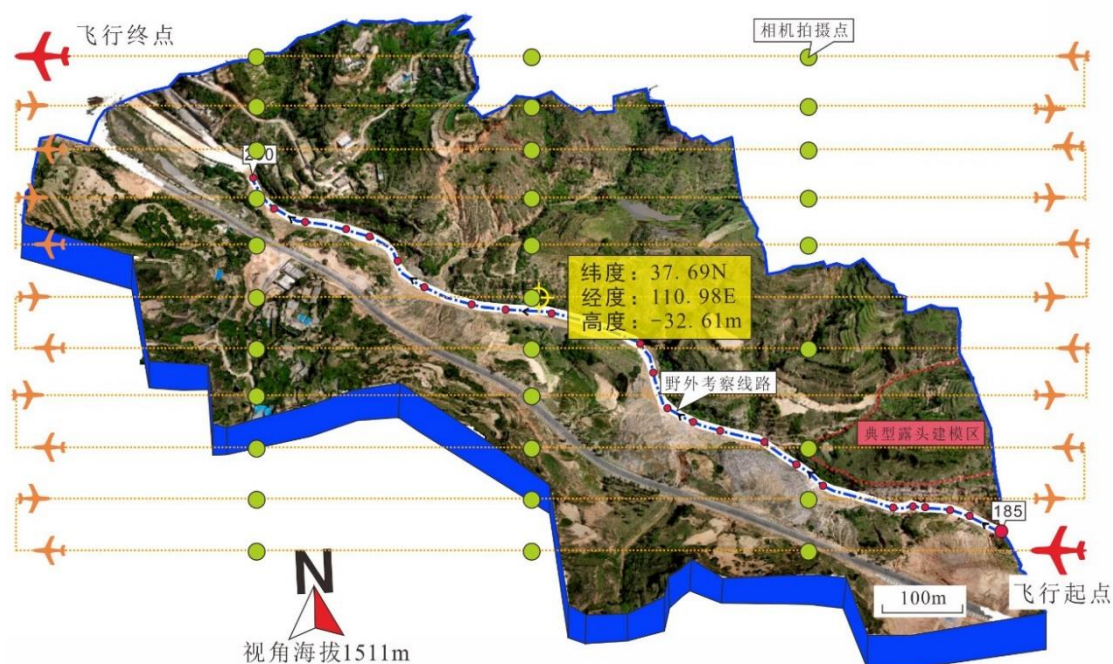 飞行终点
相机拍摄点
纬度：37.69N
经度：110.98E
高度：-32.61m
野外考察线路
典型露头建模区
185
100m
飞行起点
N
视角海拔1511m